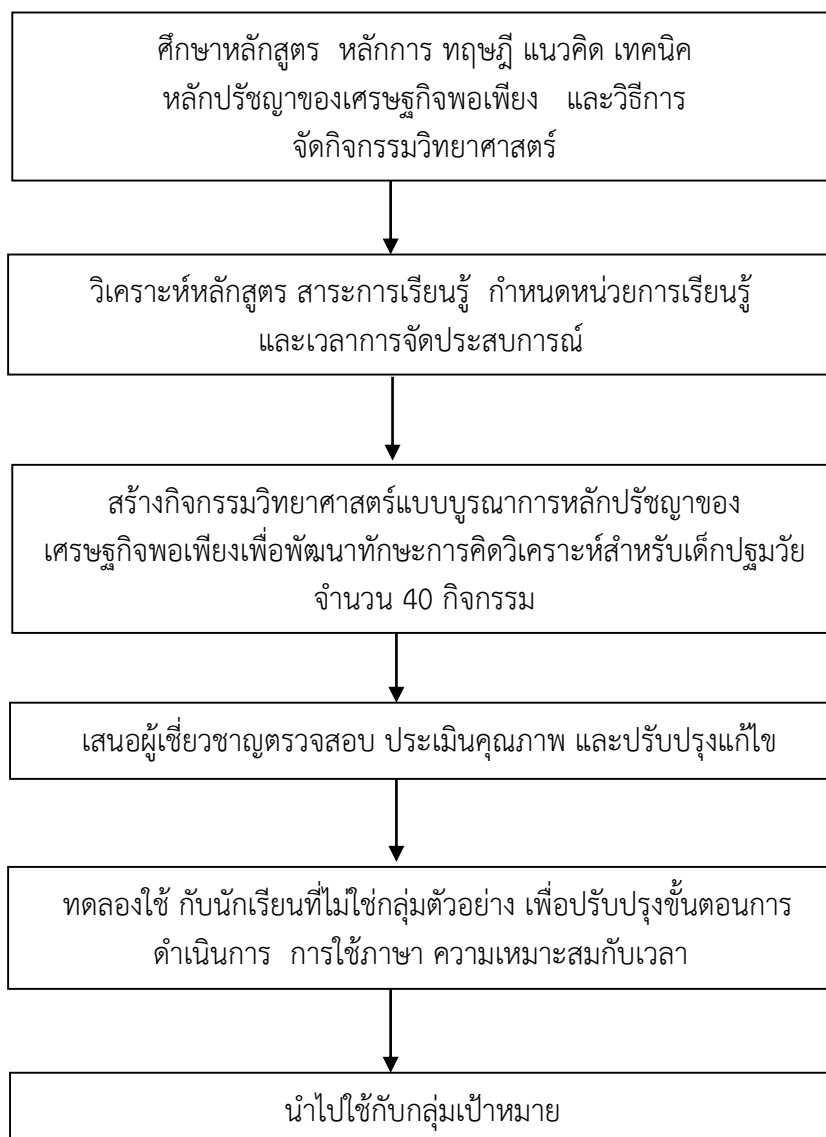 ศึกษาหลักสูตร หลักการ ทฤษฎี แนวคิด เทคนิค
หลักปรัชญาของเศรษฐกิจพอเพียง และวิธีการ
จัดกิจกรรมวิทยาศาสตร์
วิเคราะห์หลักสูตร สาระการเรียนรู้ กำหนดหน่วยการเรียนรู้
และเวลาการจัดประสบการณ์
สร้างกิจกรรมวิทยาศาสตร์แบบบูรณาการหลักปรัชญาของ
เศรษฐกิจพอเพียงเพื่อพัฒนาทักษะการคิดวิเคราะห์สำหรับเด็กปฐมวัย
จำนวน 40 กิจกรรม
เสนอผู้เชี่ยวชาญตรวจสอบ ประเมินคุณภาพ และปรับปรุงแก้ไข
ทดลองใช้ กับนักเรียนที่ไม่ใช่กลุ่มตัวอย่าง เพื่อปรับปรุงขั้นตอนการ
ดำเนินการ การใช้ภาษา ความเหมาะสมกับเวลา
นำไปใช้กับกลุ่มเป้าหมาย